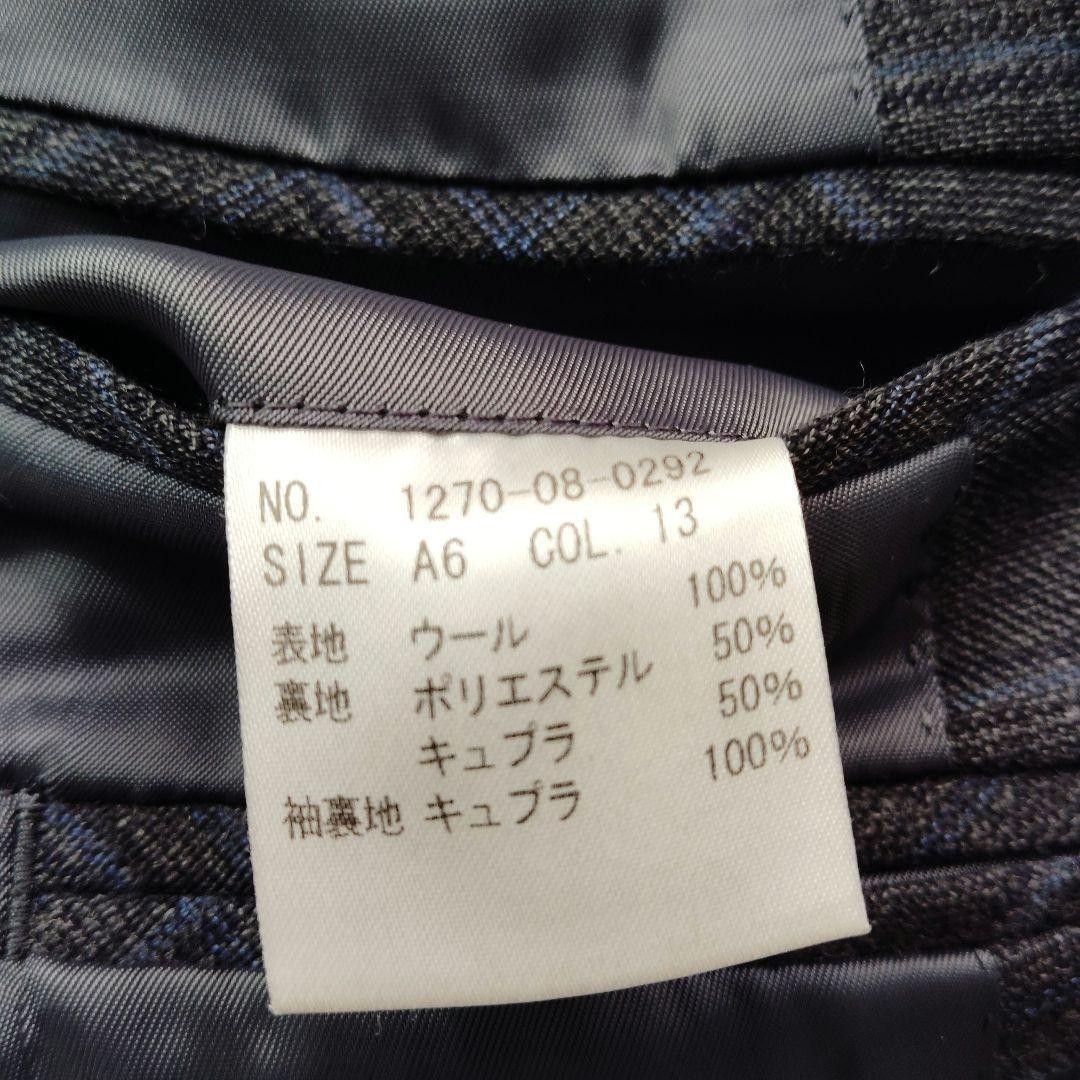 NO. 1270-08-0292
SIZE A6 COL. 13
表地 ウール 100%
裏地 ポリエステル 50%
キュプラ 50%
袖裏地 キュプラ 100%